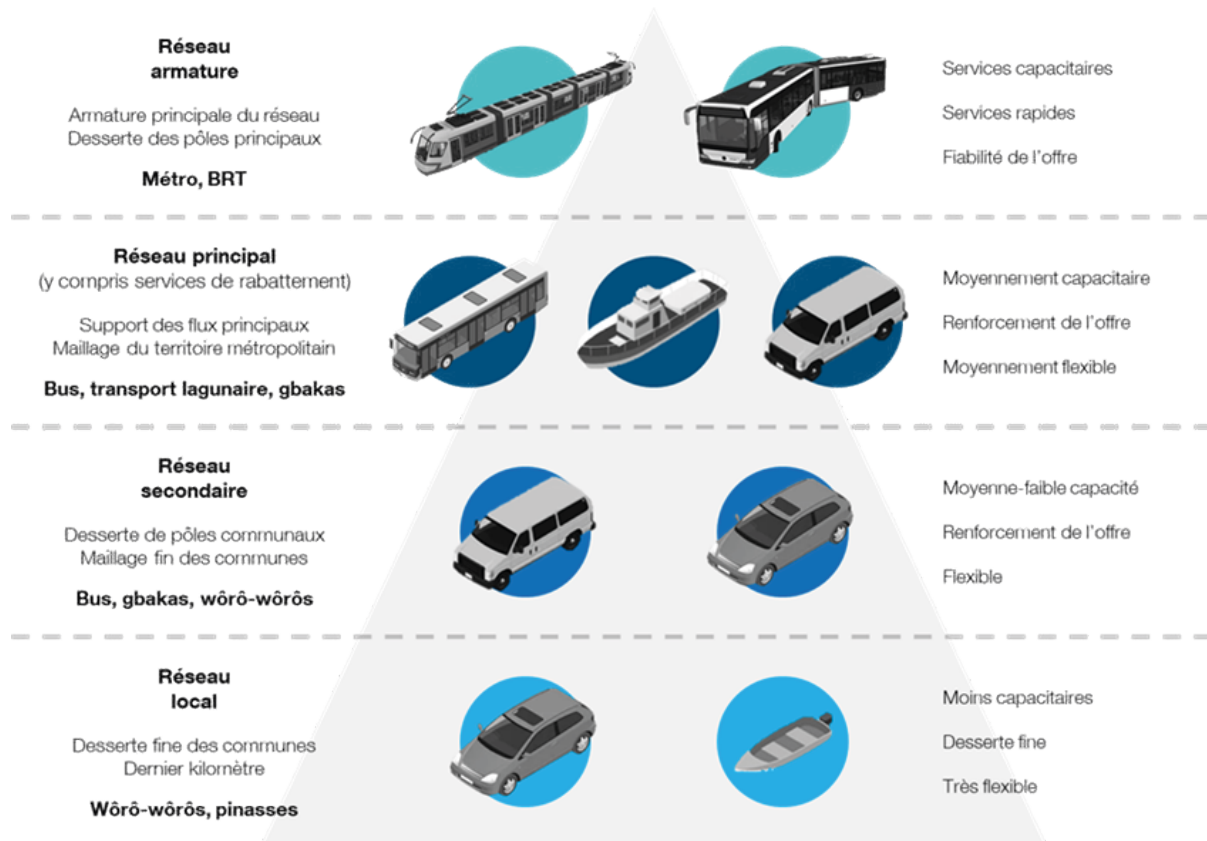 Réseau
armature
Armature principale du réseau
Desserte des pôles principaux
Métro, BRT
Services capacitaires
Services rapides
Fiabilité de l'offre
Réseau principal
(y compris services de rabattement)
Support des flux principaux
Maillage du territoire métropolitain
Bus, transport lagunaire, gbakas
Moyennement capacitaire
Renforcement de l'offre
Moyennement flexible
Réseau
secondaire
Desserte de pôles communaux
Maillage fin des communes
Bus, gbakas, wôrô-wôrôs
Moyenne-faible capacité
Renforcement de l'offre
Flexible
Réseau
local
Desserte fine des communes
Dernier kilomètre
Wôrô-wôrôs, pinasses
Moins capacitaires
Desserte fine
Très flexible